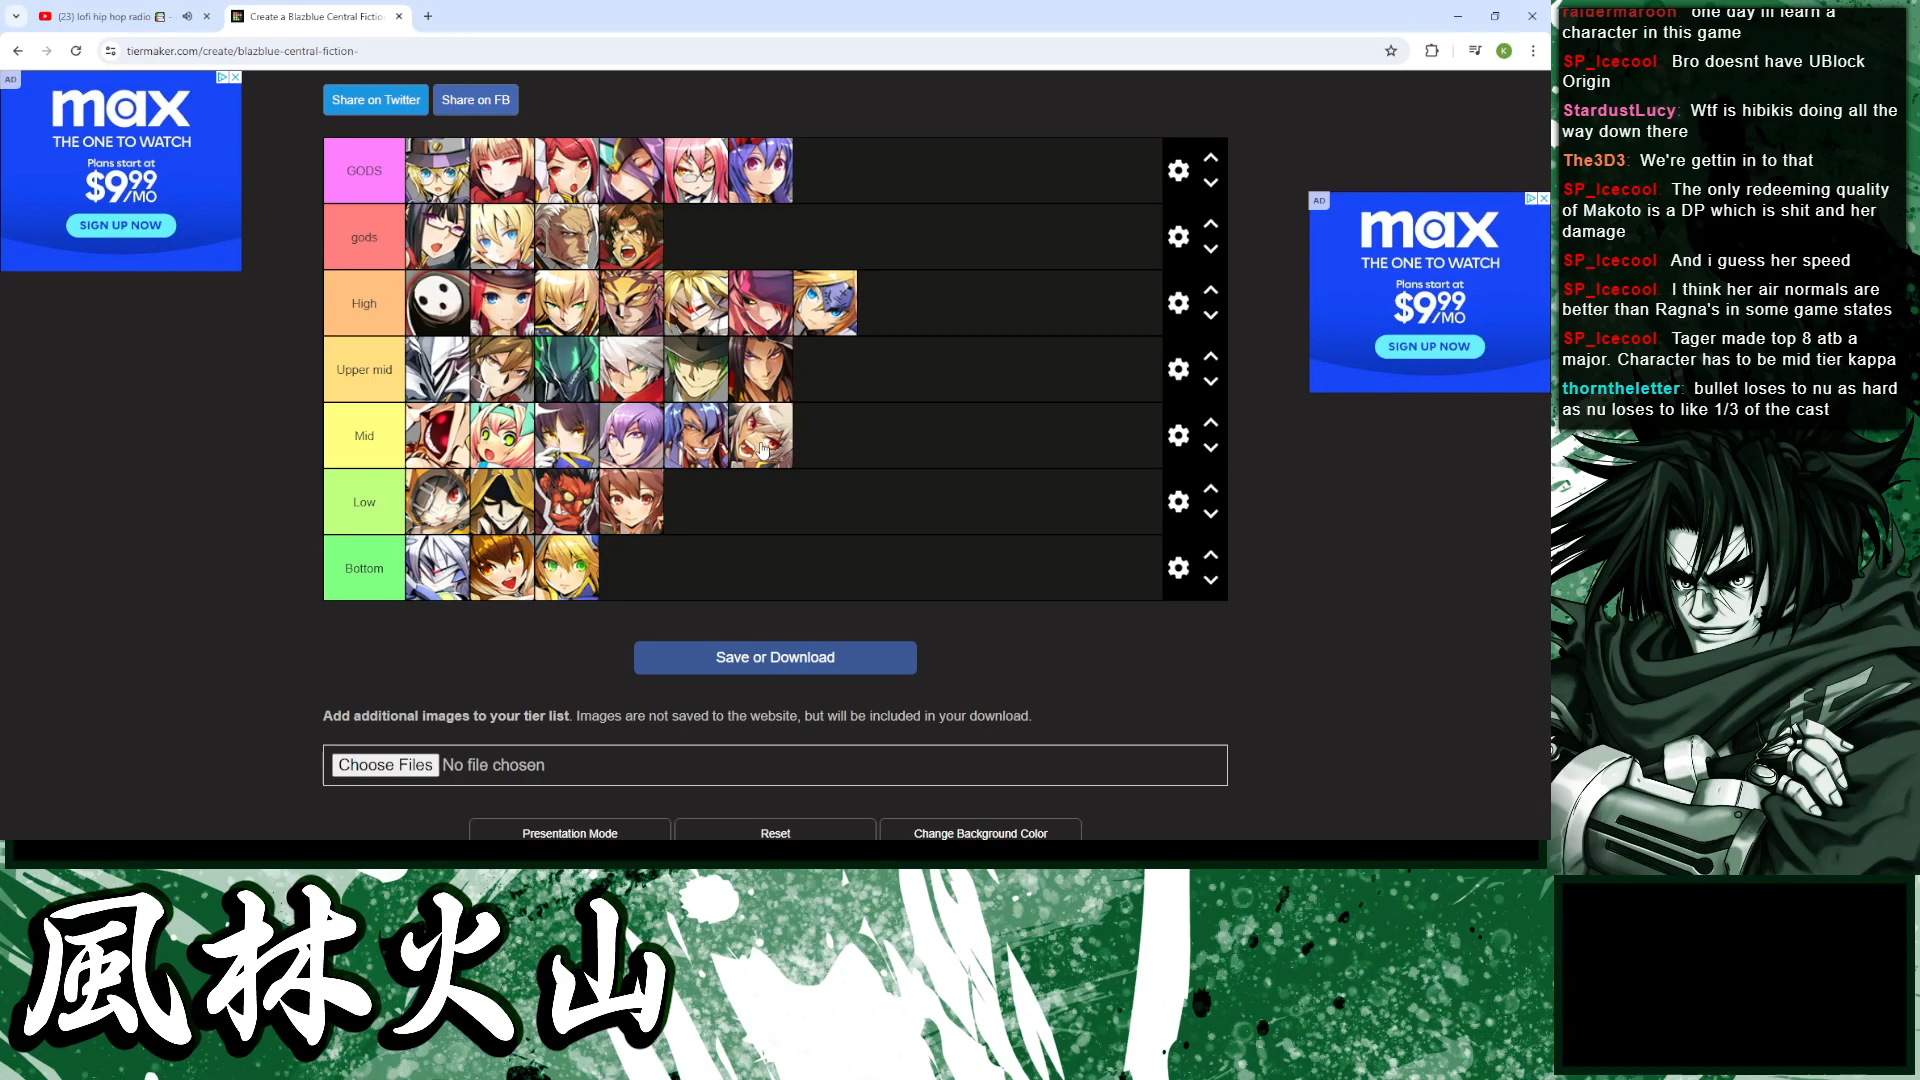 (23) lofi hip hop radio
Create a Blazblue Central Fictio
tiermaker.com/create/blazblue-central-fiction-
K
AD
max
THE ONE TO WATCH
Plans start at
$9.99/MO
SIGN UP NOW
Share on Twitter
Share on FB
GODS
gods
High
Upper mid
Mid
Low
Bottom
AD
max
THE ONE TO WATCH
Plans start at
$9.99/MO
SIGN UP NOW
Save or Download
Add additional images to your tier list. Images are not saved to the website, but will be included in your download.
Choose Files No file chosen
Presentation Mode
Reset
Change Background Color
raidermaroon: one day ill learn a
character in this game
SP_Icecool: Bro doesnt have UBlock
Origin
StardustLucy: Wtf is hibikis doing all the
way down there
The3D3: We're gettin in to that
SP_Icecool: The only redeeming quality
of Makoto is a DP which is shit and her
damage
SP_Icecool: And i guess her speed
SP_Icecool: I think her air normals are
better than Ragna's in some game states
SP_Icecool: Tager made top 8 atb a
major. Character has to be mid tier kappa
thorntheletter: bullet loses to nu as hard
as nu loses to like 1/3 of the cast
風林火山